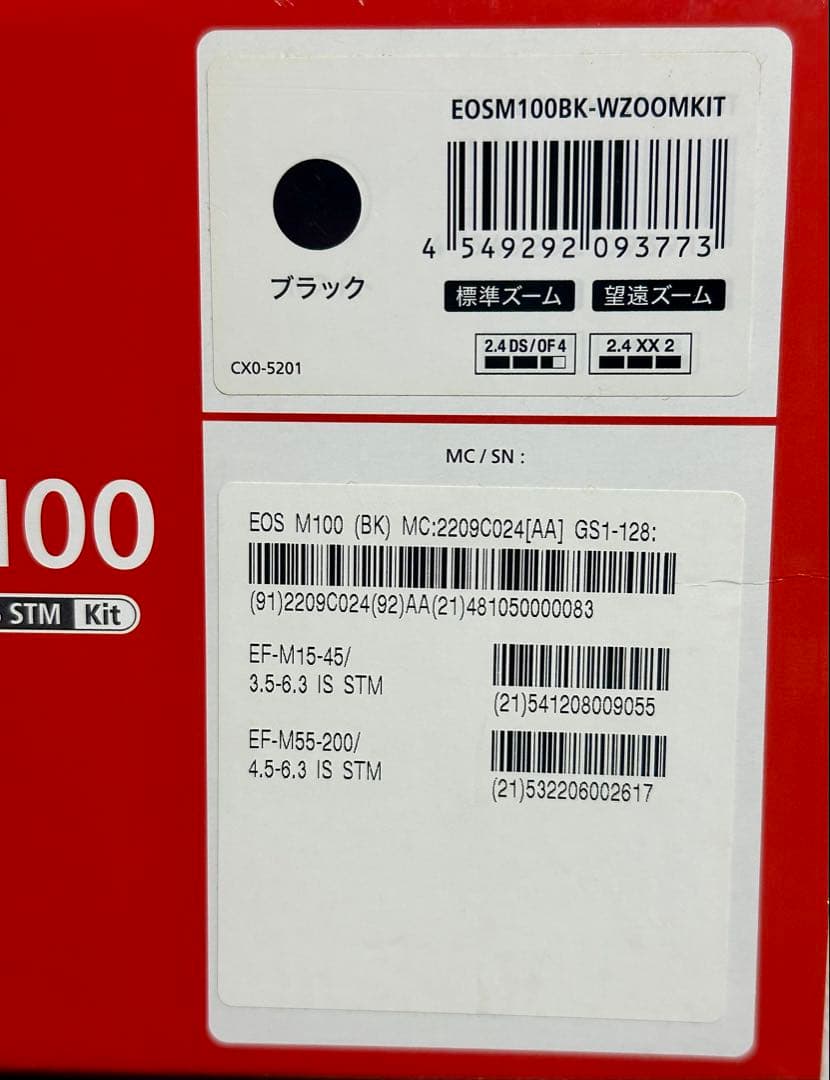 EOSM100BK-WZOOMKIT
4 549292 093773
ブラック
標準ズーム 望遠ズーム
2.4 DS/OF 4 2.4 XX 2
CX0-5201
MC / SN :
100
STM Kit
EOS M100 (BK) MC:2209C024[AA] GS1-128:
(91)2209C024(92)AA(21)481050000083
EF-M15-45/
3.5-6.3 IS STM
(21)541208009055
EF-M55-200/
4.5-6.3 IS STM
(21)532206002617